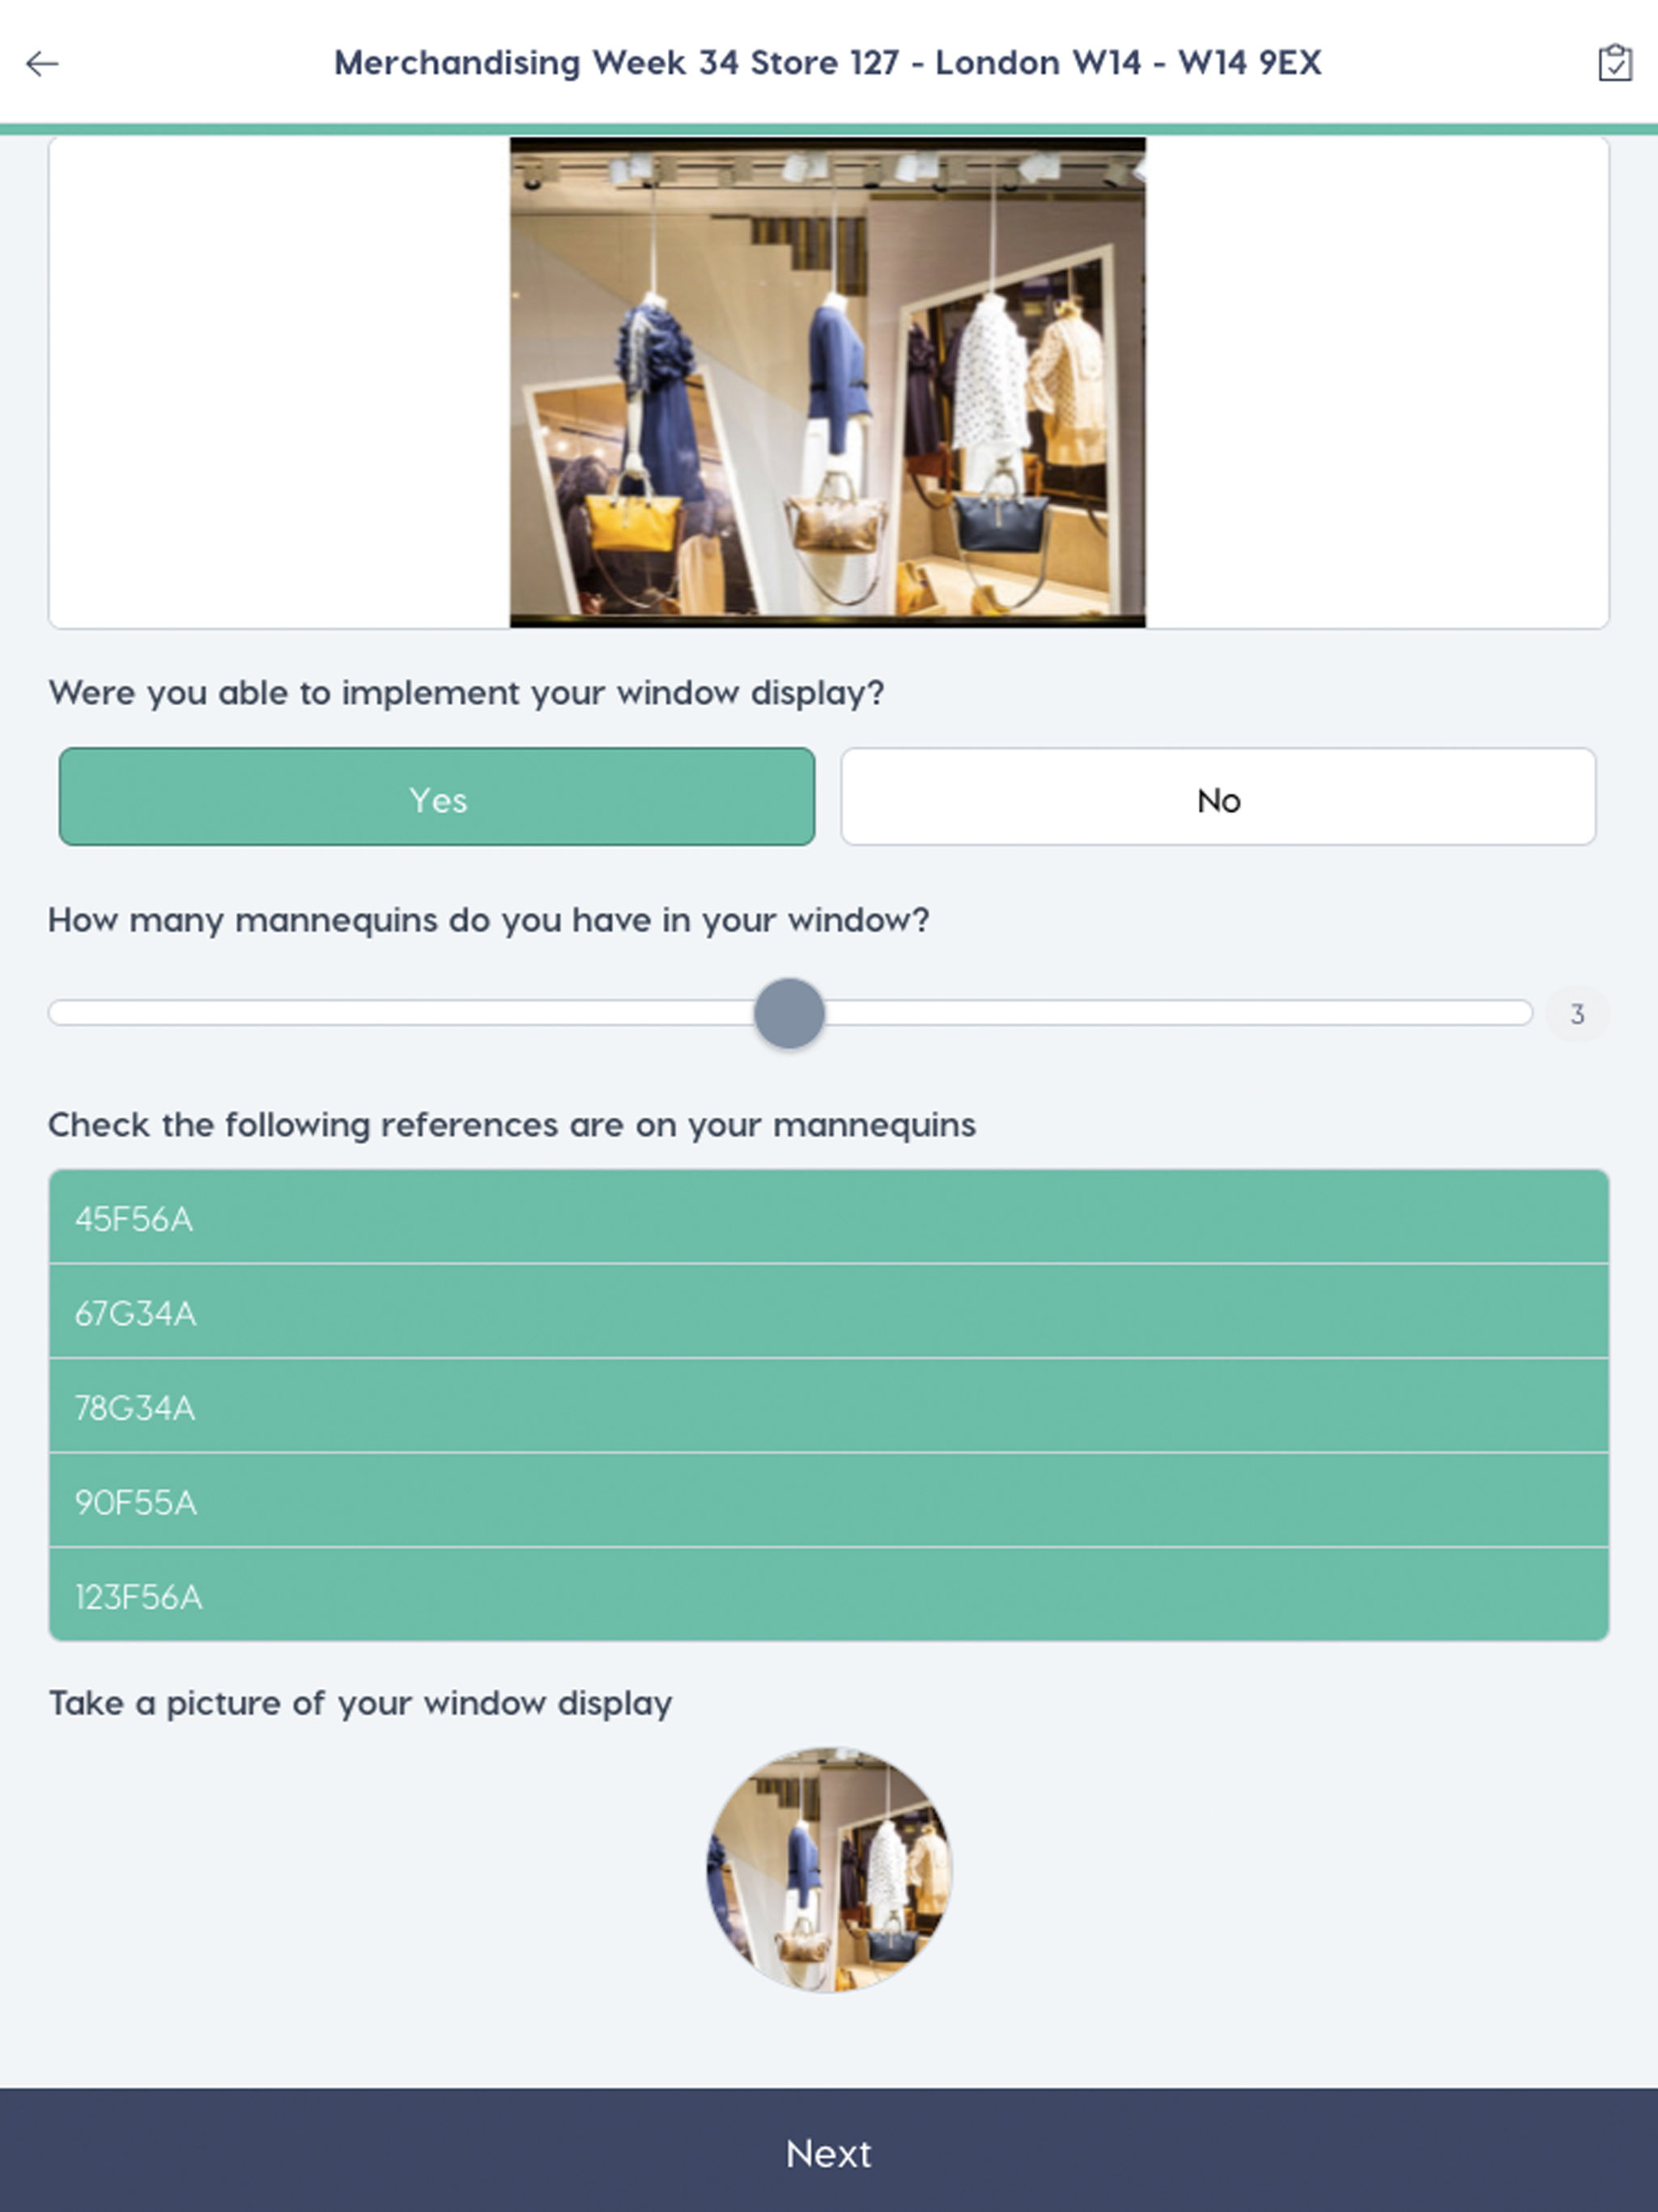 Merchandising Week 34 Store 127 - London W14 - W14 9EX
Were you able to implement your window display?
Yes
No
How many mannequins do you have in your window?
3
Check the following references are on your mannequins
45F56A
67G34A
78G34A
90F55A
123F56A
Take a picture of your window display
Next